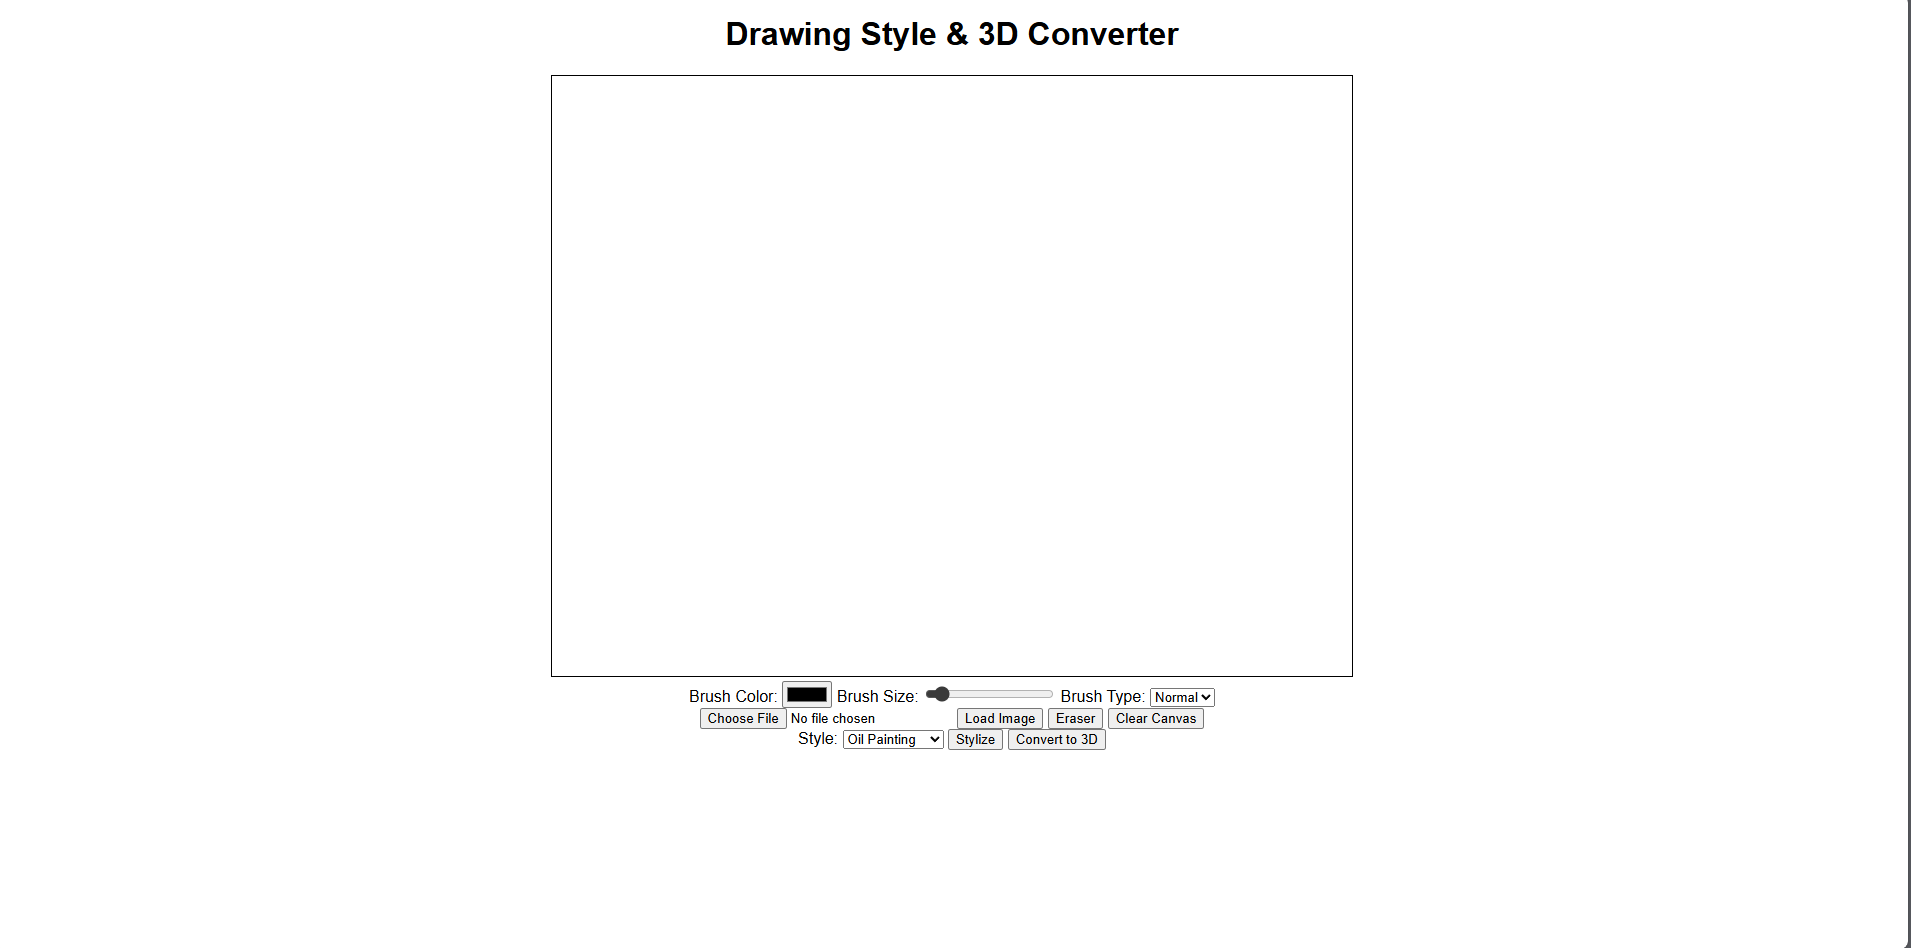 Drawing Style & 3D Converter
Brush Color: Brush Size: Brush Type: Normal
Choose File No file chosen Load Image Eraser Clear Canvas
Style: Oil Painting Stylize Convert to 3D